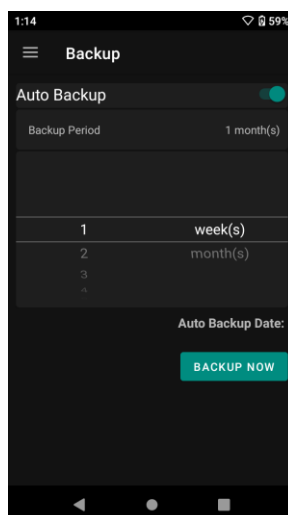 1:14 59%
Backup
Auto Backup
Backup Period 1 month(s)
1 week(s)
2 month(s)
3
Auto Backup Date:
BACKUP NOW